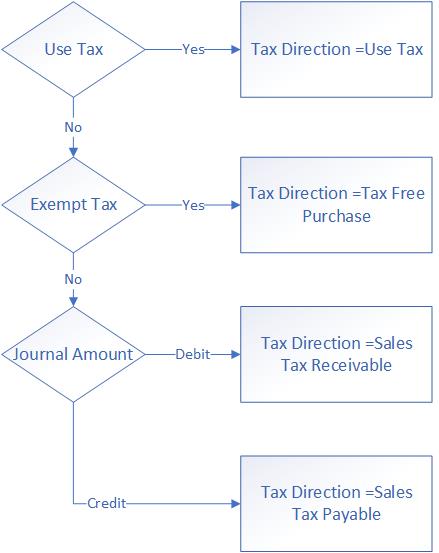 Use Tax
Yes
Tax Direction =Use Tax
No
Exempt Tax
Yes
Tax Direction =Tax Free
Purchase
No
Journal Amount
Debit
Tax Direction =Sales
Tax Receivable
Credit
Tax Direction =Sales
Tax Payable